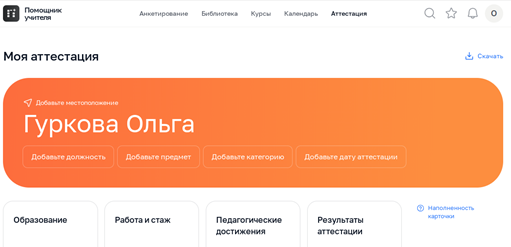 Помощник
учителя
Анкетирование Библиотека Курсы Календарь Аттестация
О
Моя аттестация
Скачать
Добавьте местоположение
Гуркова Ольга
Добавьте должность Добавьте предмет Добавьте категорию Добавьте дату аттестации
Образование
Работа и стаж
Педагогические
достижения
Результаты
аттестации
Наполненность
карточки